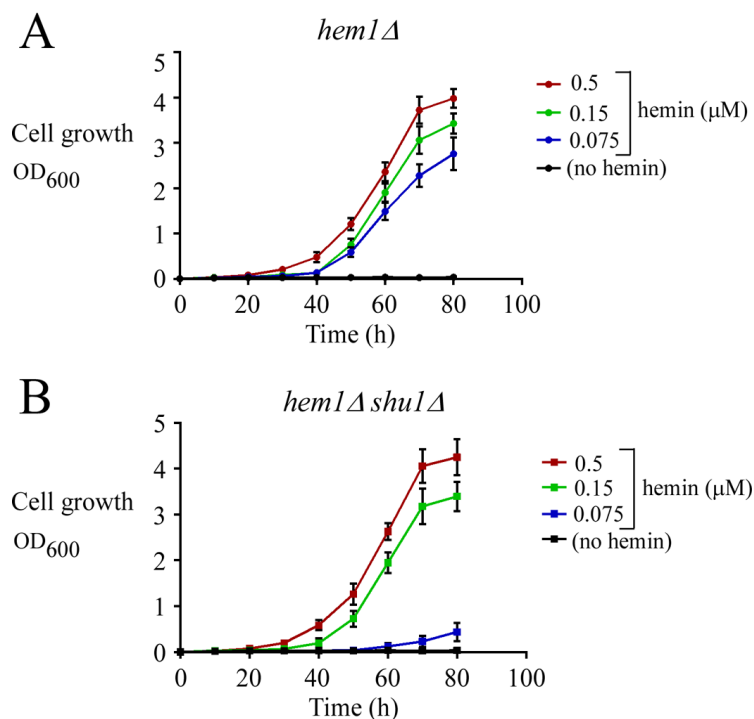 A
hem1Δ
5
4
3
2
1
0
Cell growth
OD600
0 20 40 60 80 100
Time (h)
0.5
0.15
0.075
(no hemin)
hemin (μM)
B
hem1Δ shu1Δ
5
4
3
2
1
0
Cell growth
OD600
0 20 40 60 80 100
Time (h)
0.5
0.15
0.075
(no hemin)
hemin (μM)